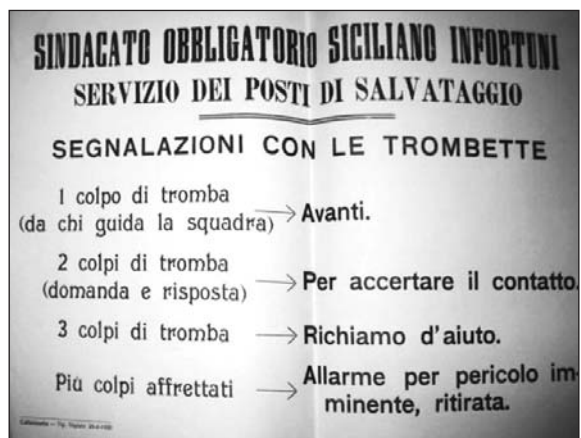 SINDACATO OBBLIGATORIO SICILIANO INFORTUNI
SERVIZIO DEI POSTI DI SALVATAGGIO
SEGNALAZIONI CON LE TROMBETTE
1 colpo di tromba
(da chi guida la squadra) → Avanti.
2 colpi di tromba
(domanda e risposta) → Per accertare il contatto.
3 colpi di tromba → Richiamo d'aiuto.
Più colpi affrettati → Allarme per pericolo im-
minente, ritirata.
Caltanissetta — Tip.